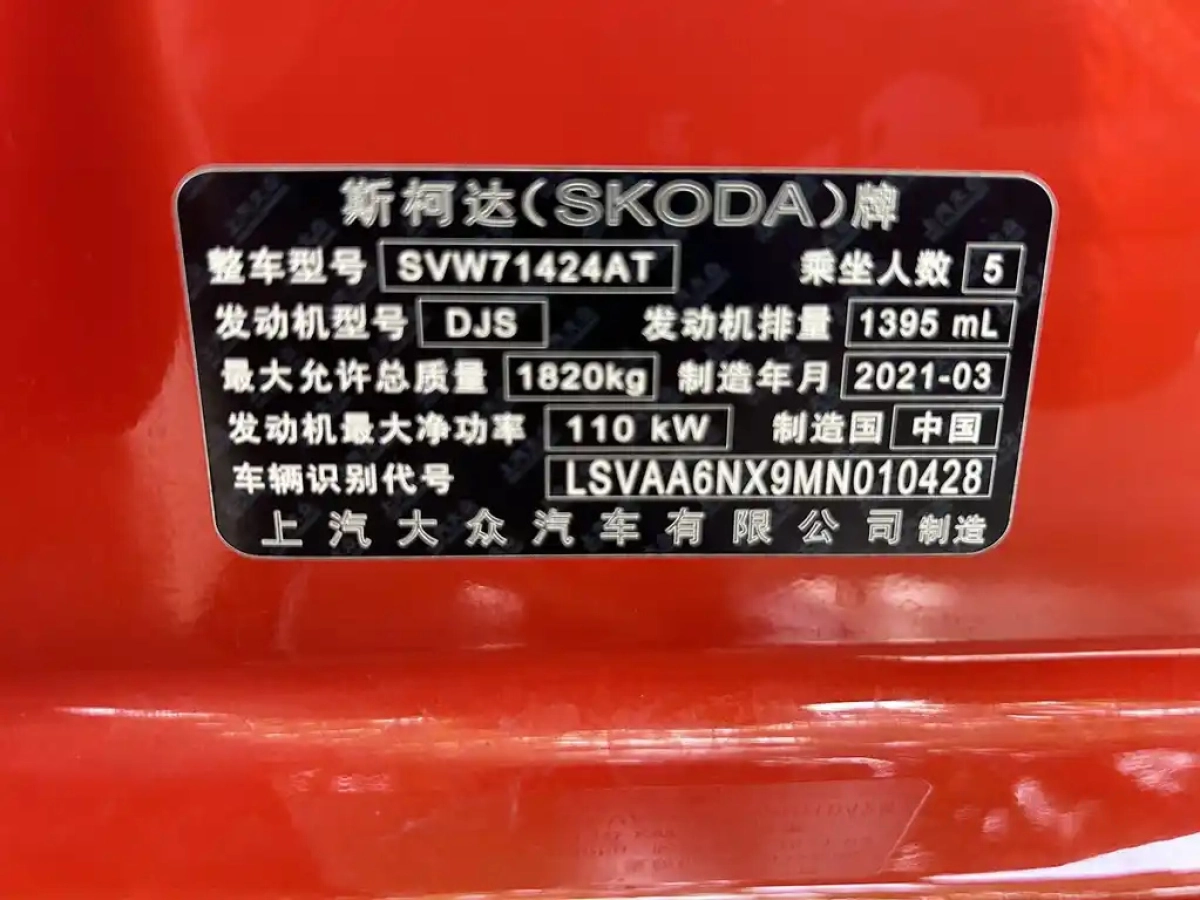 斯柯达(SKODA)牌
整车型号 SVW71424AT 乘坐人数 5
发动机型号 DJS 发动机排量 1395 mL
最大允许总质量 1820kg 制造年月 2021-03
发动机最大净功率 110 kW 制造国 中国
车辆识别代号 LSVAA6NX9MN010428
上汽大众汽车有限公司 制造